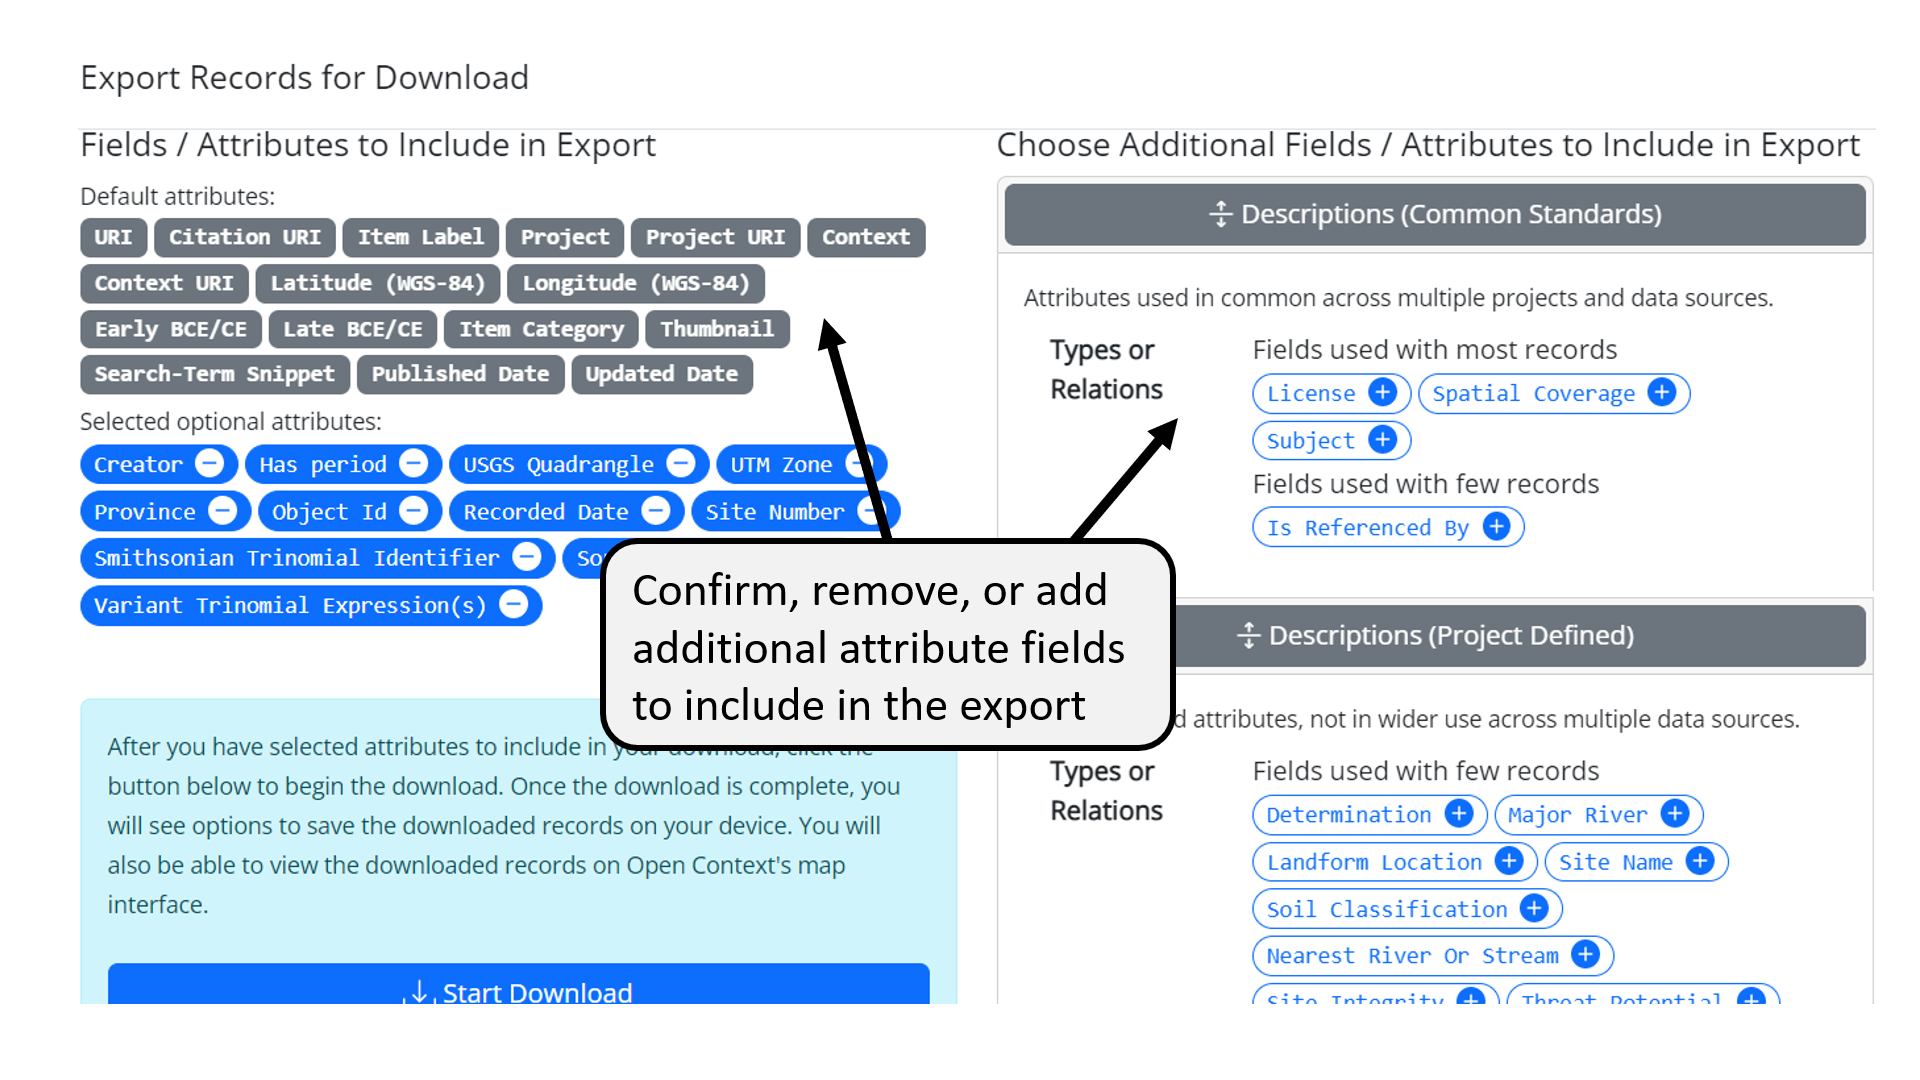 Export Records for Download
Fields / Attributes to Include in Export
Default attributes:
URI Citation URI Item Label Project Project URI Context
Context URI Latitude (WGS-84) Longitude (WGS-84)
Early BCE/CE Late BCE/CE Item Category Thumbnail
Search-Term Snippet Published Date Updated Date
Selected optional attributes:
Creator Has period USGS Quadrangle UTM Zone
Province Object Id Recorded Date Site Number
Smithsonian Trinomial Identifier
Variant Trinomial Expression(s)
After you have selected attributes to include in your download, click the
button below to begin the download. Once the download is complete, you
will see options to save the downloaded records on your device. You will
also be able to view the downloaded records on Open Context's map
interface.
Start Download
Confirm, remove, or add
additional attribute fields
to include in the export
Choose Additional Fields / Attributes to Include in Export
Descriptions (Common Standards)
Attributes used in common across multiple projects and data sources.
Types or
Relations
Fields used with most records
License Spatial Coverage
Subject
Fields used with few records
Is Referenced By
Descriptions (Project Defined)
attributes, not in wider use across multiple data sources.
Types or
Relations
Fields used with few records
Determination Major River
Landform Location Site Name
Soil Classification
Nearest River Or Stream
Site Integrity Threat Potential